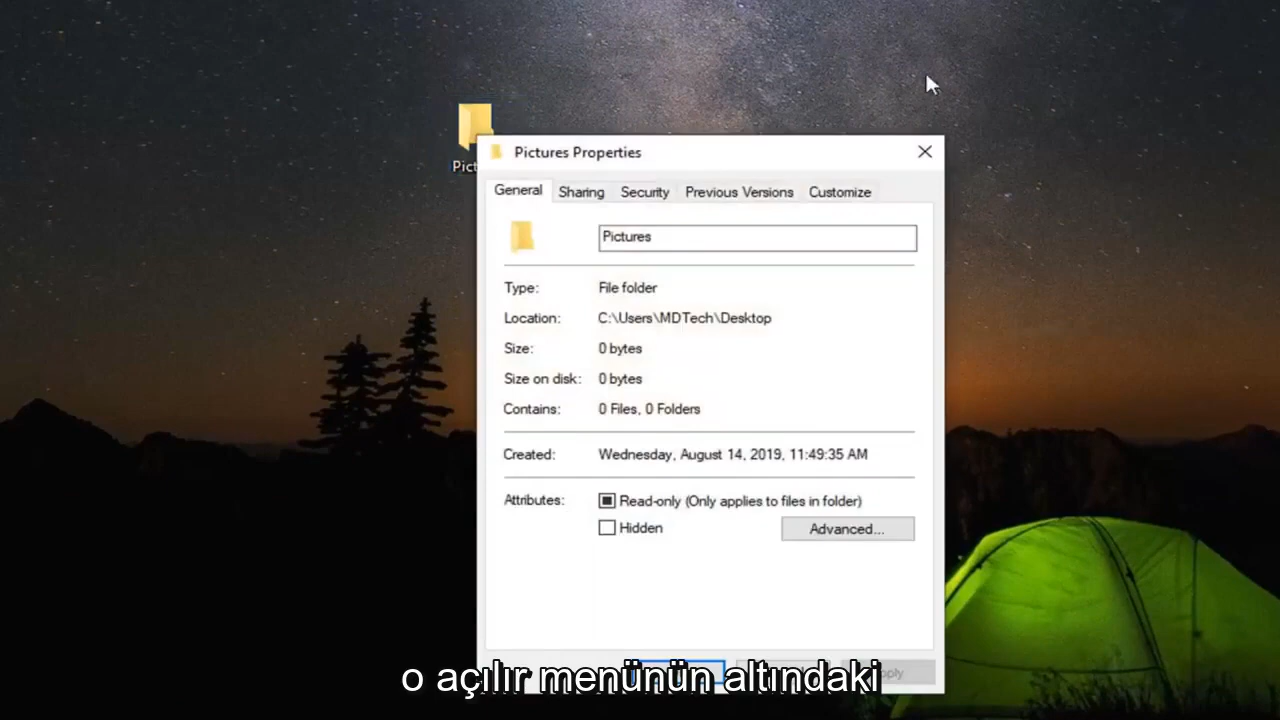 Pict
Pictures Properties
General Sharing Security Previous Versions Customize
Pictures
Type: File folder
Location: C:\Users\MDTech\Desktop
Size: 0 bytes
Size on disk: 0 bytes
Contains: 0 Files, 0 Folders
Created: Wednesday, August 14, 2019, 11:49:35 AM
Attributes: Read-only (Only applies to files in folder)
Hidden Advanced...
o açılır menünün altındaki